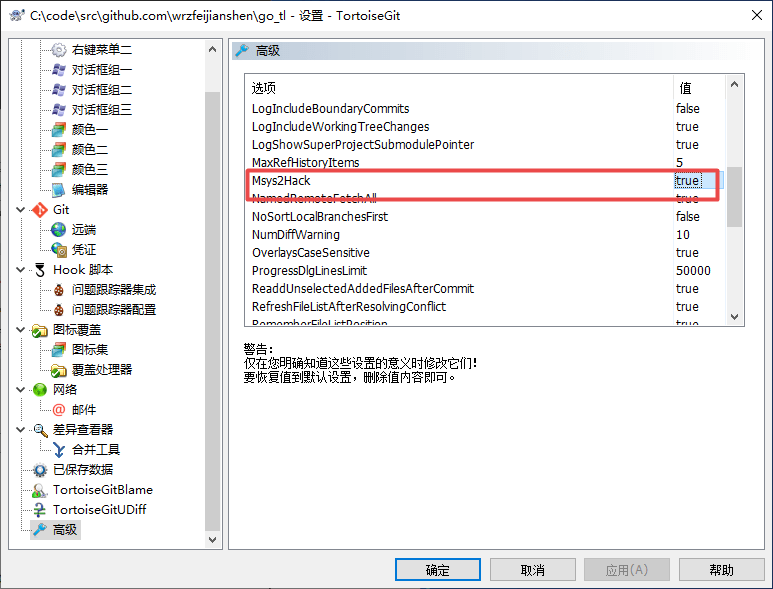 C:\code\src\github.com\wrzfeijianshen\go_tl - 设置 - TortoiseGit
右键菜单二
对话框组一
对话框组二
对话框组三
颜色一
颜色二
颜色三
编辑器
Git
远端
凭证
Hook 脚本
问题跟踪器集成
问题跟踪器配置
图标覆盖
图标集
覆盖处理器
网络
邮件
差异查看器
合并工具
已保存数据
TortoiseGitBlame
TortoiseGitUDiff
高级
高级
选项 值
LogIncludeBoundaryCommits false
LogIncludeWorkingTreeChanges true
LogShowSuperProjectSubmodulePointer true
MaxRefHistoryItems 5
Msys2Hack true
NamedRemoteFetchAll true
NoSortLocalBranchesFirst false
NumDiffWarning 10
OverlaysCaseSensitive true
ProgressDlgLinesLimit 50000
ReaddUnselectedAddedFilesAfterCommit true
RefreshFileListAfterResolvingConflict true
RememberFileListPosition true
警告：
仅在您明确知道这些设置的意义时修改它们！
要恢复值到默认设置，删除值内容即可。
确定 取消 应用(A) 帮助